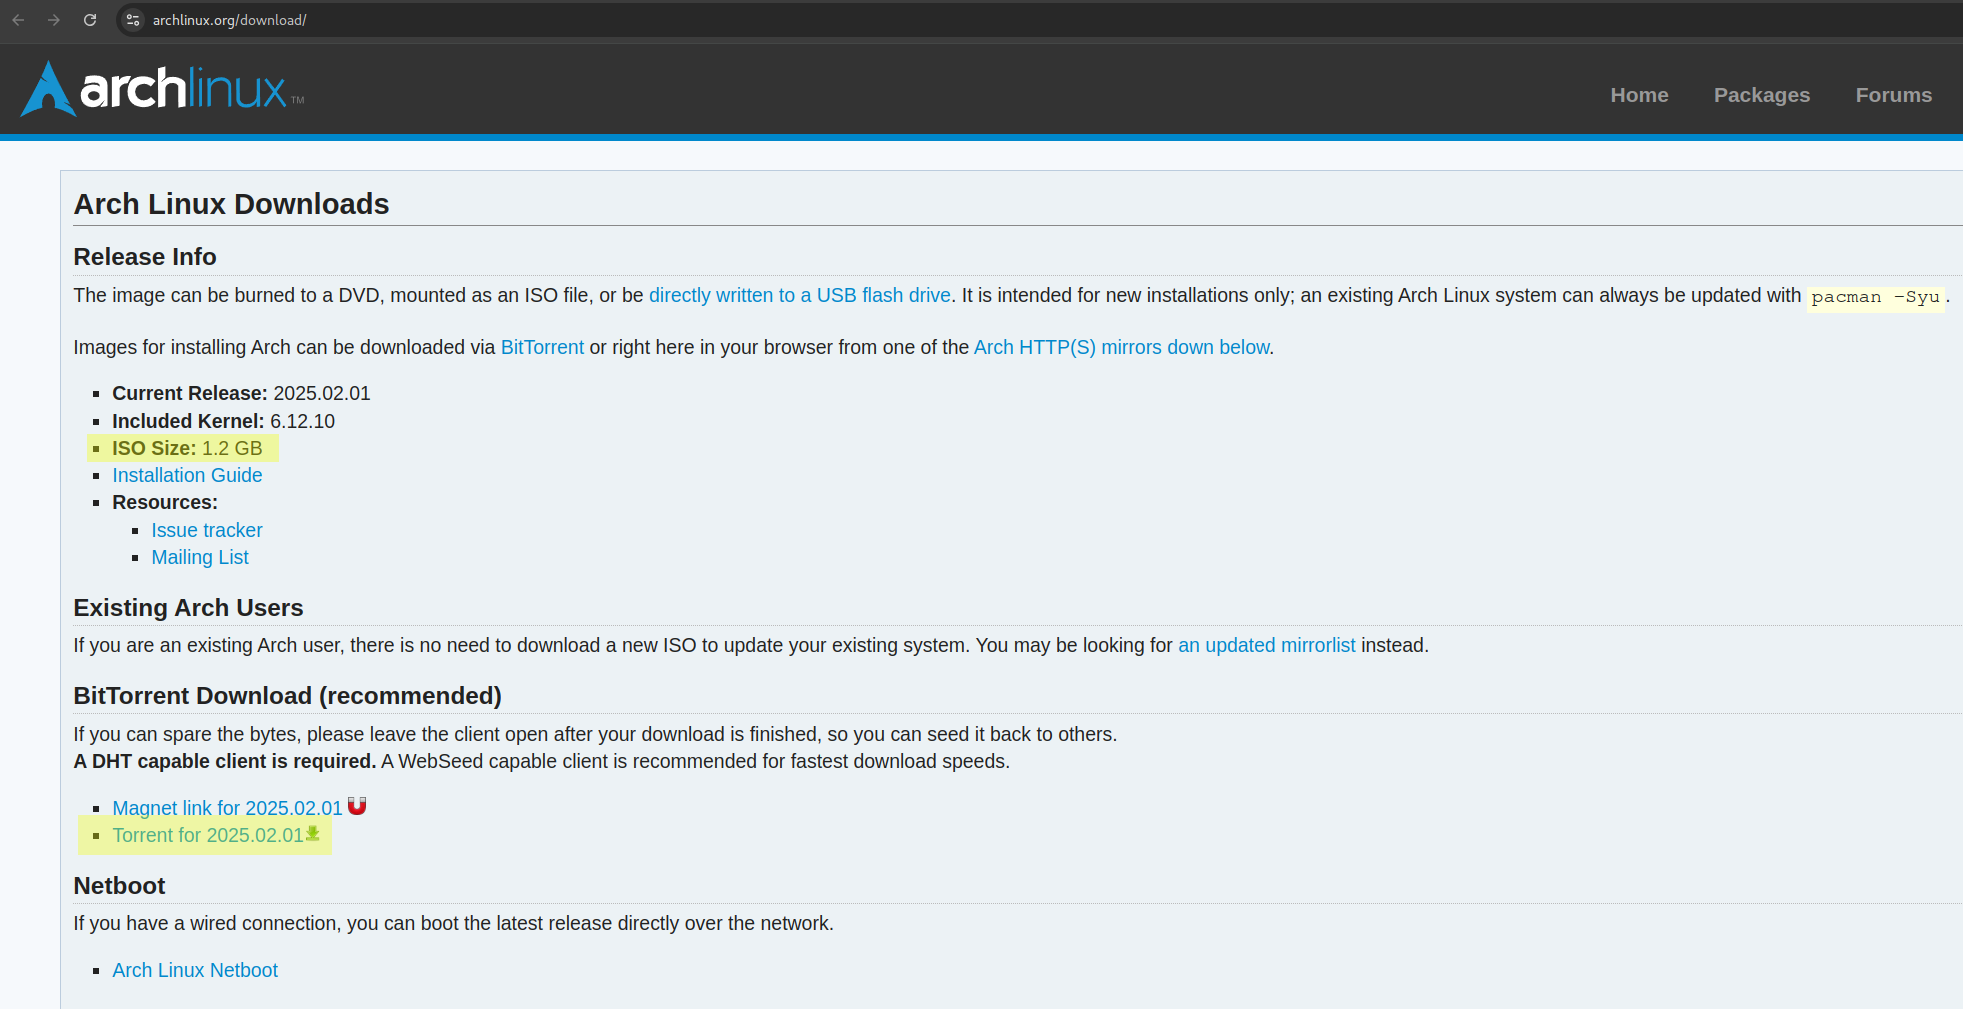 archlinux.org/download/
archlinux™
Home Packages Forums
Arch Linux Downloads
Release Info
The image can be burned to a DVD, mounted as an ISO file, or be directly written to a USB flash drive. It is intended for new installations only; an existing Arch Linux system can always be updated with pacman -Syu.
Images for installing Arch can be downloaded via BitTorrent or right here in your browser from one of the Arch HTTP(S) mirrors down below.
Current Release: 2025.02.01
Included Kernel: 6.12.10
ISO Size: 1.2 GB
Installation Guide
Resources:
Issue tracker
Mailing List
Existing Arch Users
If you are an existing Arch user, there is no need to download a new ISO to update your existing system. You may be looking for an updated mirrorlist instead.
BitTorrent Download (recommended)
If you can spare the bytes, please leave the client open after your download is finished, so you can seed it back to others.
A DHT capable client is required. A WebSeed capable client is recommended for fastest download speeds.
Magnet link for 2025.02.01
Torrent for 2025.02.01
Netboot
If you have a wired connection, you can boot the latest release directly over the network.
Arch Linux Netboot